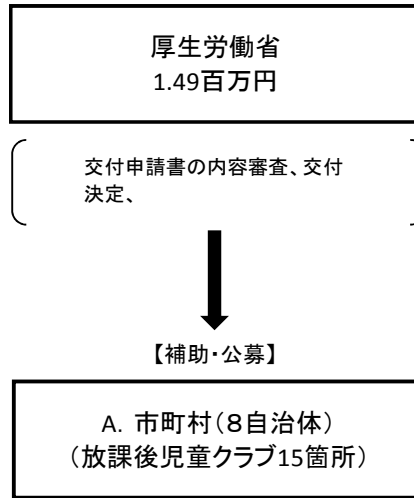 厚生労働省
1.49百万円
交付申請書の内容審査、交付
決定、
【補助・公募】
A. 市町村（８自治体）
（放課後児童クラブ15箇所）